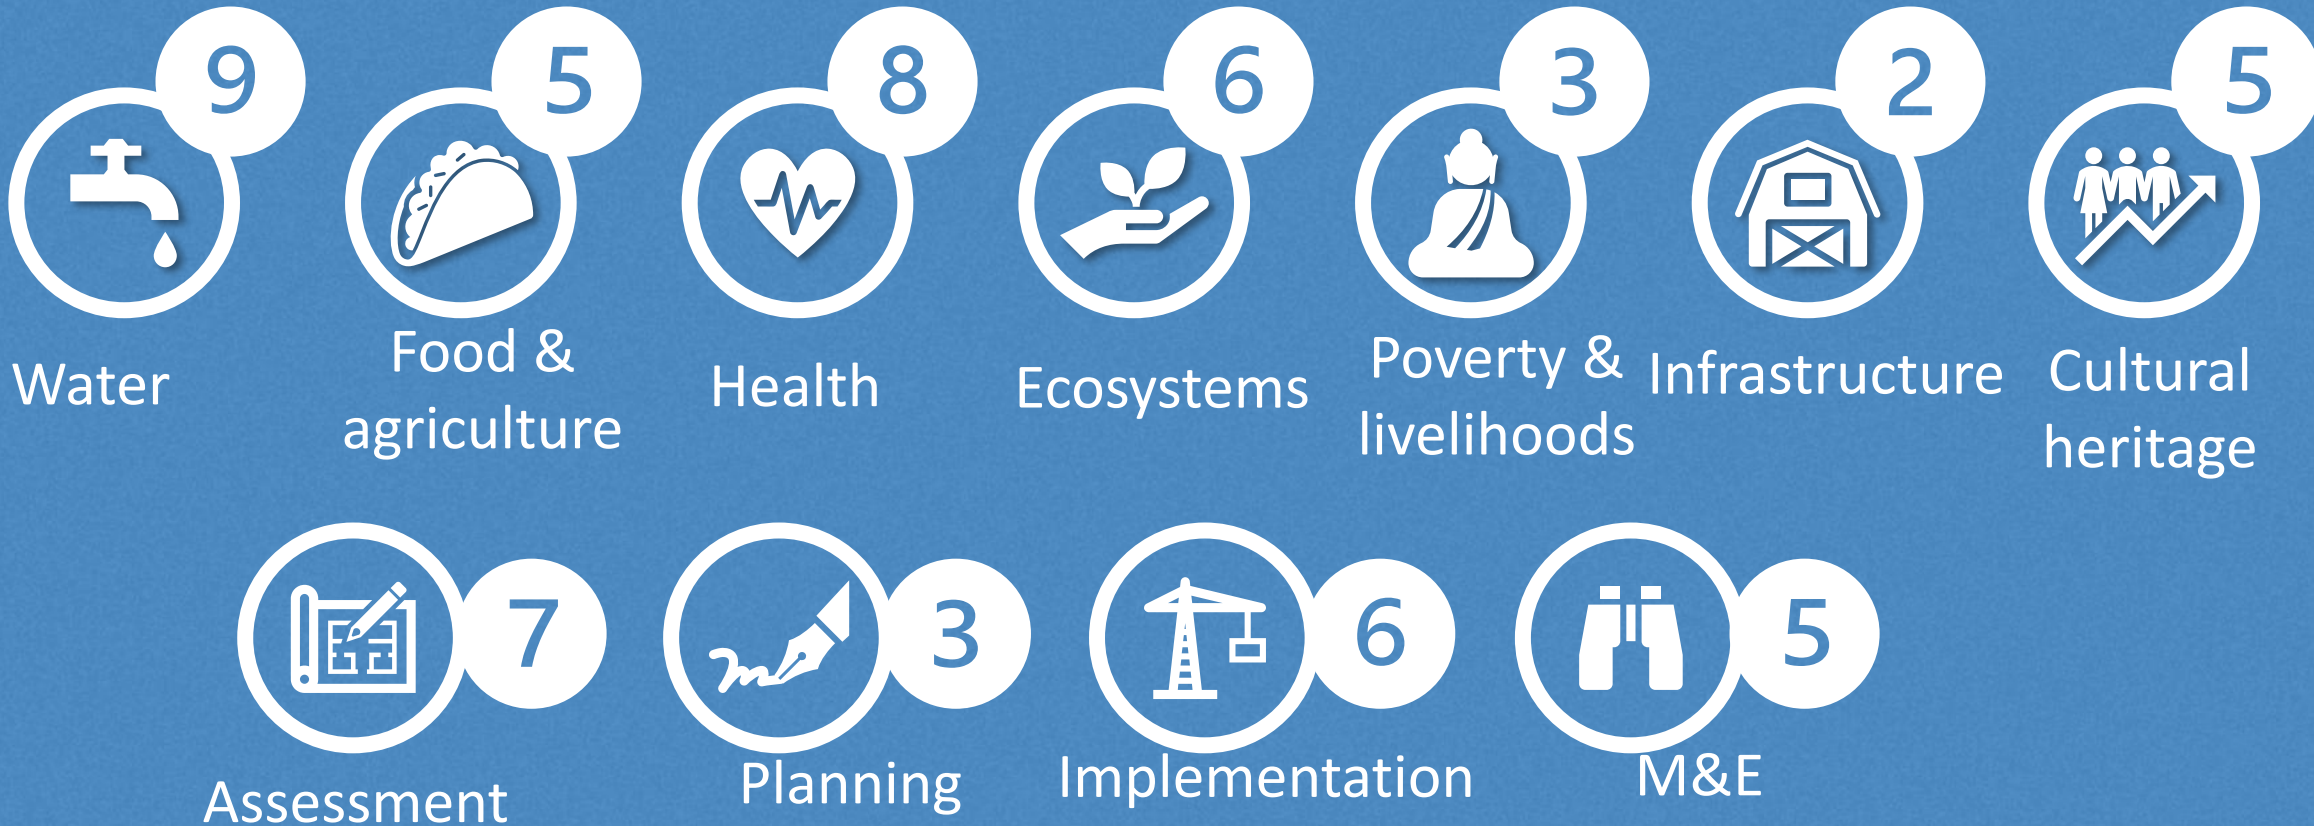 9
5
8
6
3
2
5
Water
Food &
agriculture
Health
Ecosystems
Poverty &
livelihoods
Infrastructure
Cultural
heritage
7
3
6
5
Assessment
Planning
Implementation
M&E